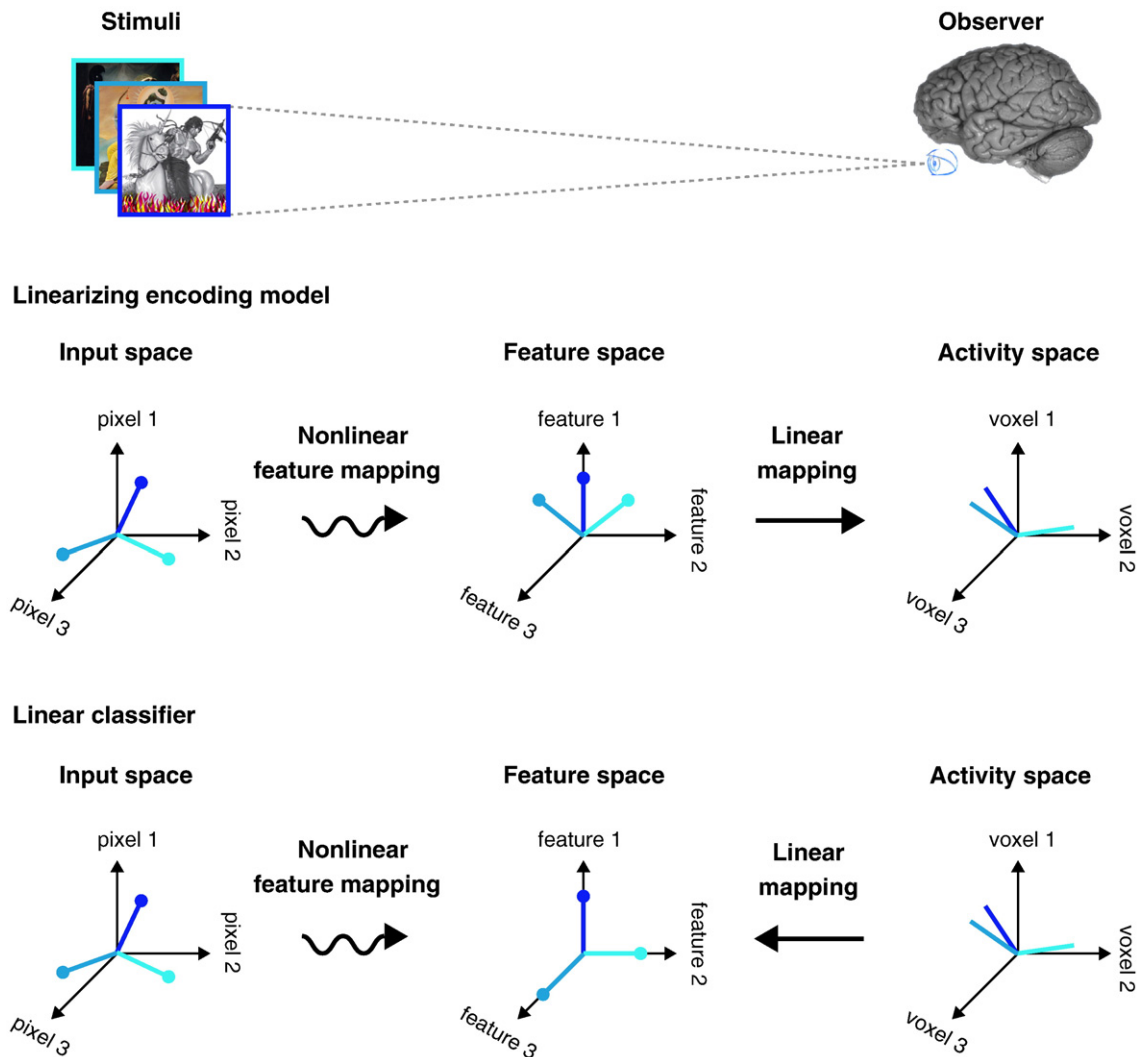 Stimuli
Observer
Linearizing encoding model
Input space
Feature space
Activity space
pixel 1
pixel 2
pixel 3
Nonlinear
feature mapping
feature 1
feature 2
feature 3
Linear
mapping
voxel 1
voxel 2
voxel 3
Linear classifier
Input space
Feature space
Activity space
pixel 1
pixel 2
pixel 3
Nonlinear
feature mapping
feature 1
feature 2
feature 3
Linear
mapping
voxel 1
voxel 2
voxel 3